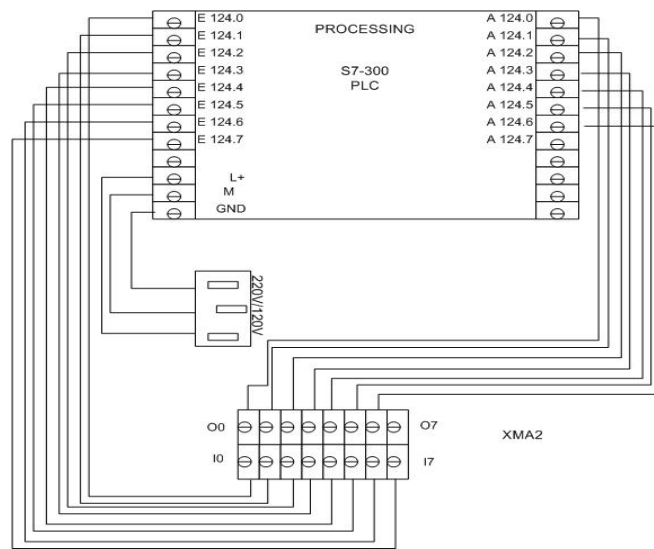 E 124.0
E 124.1
E 124.2
E 124.3
E 124.4
E 124.5
E 124.6
E 124.7
L+
M
GND
PROCESSING
S7-300
PLC
A 124.0
A 124.1
A 124.2
A 124.3
A 124.4
A 124.5
A 124.6
A 124.7
220V/120V
O0
O7
XMA2
I0
I7